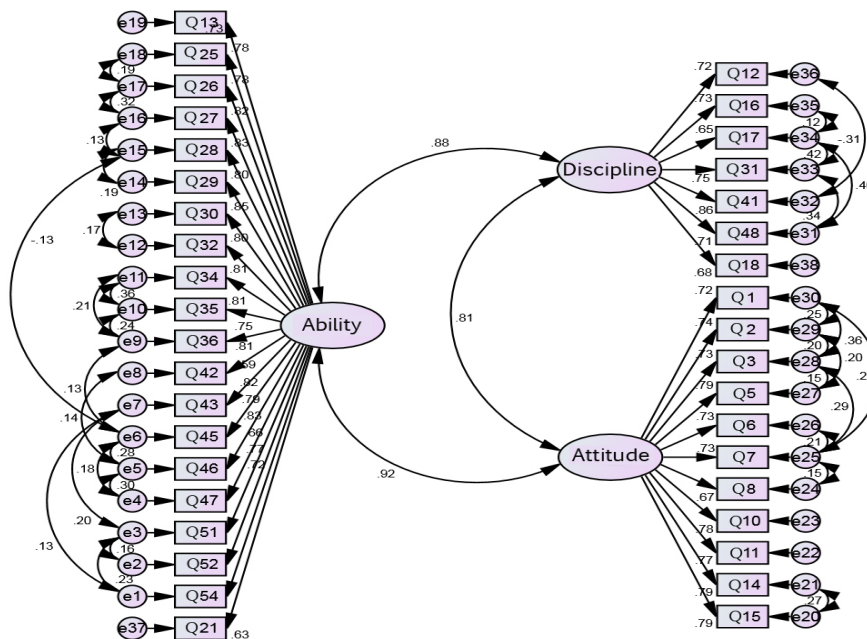 e19 Q13 .73
.78
e18 Q25
.19
.78
e17 Q26
.32
.82
e16 Q27
.13
.83
e15 Q28
.80
e14 Q29
.19
.85
e13 Q30
.17
.80
e12 Q32
-.13
.81
e11 Q34
.36
.21
.81
e10 Q35
.24
.75
e9 Q36
.81
.59
e8 Q42
.13
.82
.79
e7 Q43
.14
.83
e6 Q45
.28
.66
e5 Q46
.18
.30
.77
.72
e4 Q47
e3 Q51
.20
.16
e2 Q52
.13
.23
e1 Q54
e37 Q21
.63
Ability
.88
.81
.92
Discipline
.72
Q12 e36
.73
Q16 e35
.12
-.31
.65
Q17 e34
.42
Q31 e33
.75
Q41 e32
.86
.34
Q48 e31
.71
Q18 e38
.68
Attitude
.72
Q1 e30
.25
.74
Q2 e29
.36
.20
.20
.73
Q3 e28
.15
.79
Q5 e27
.29
.73
Q6 e26
.21
.73
Q7 e25
.15
Q8 e24
.67
Q10 e23
.78
Q11 e22
.77
Q14 e21
.27
.79
Q15 e20
.79